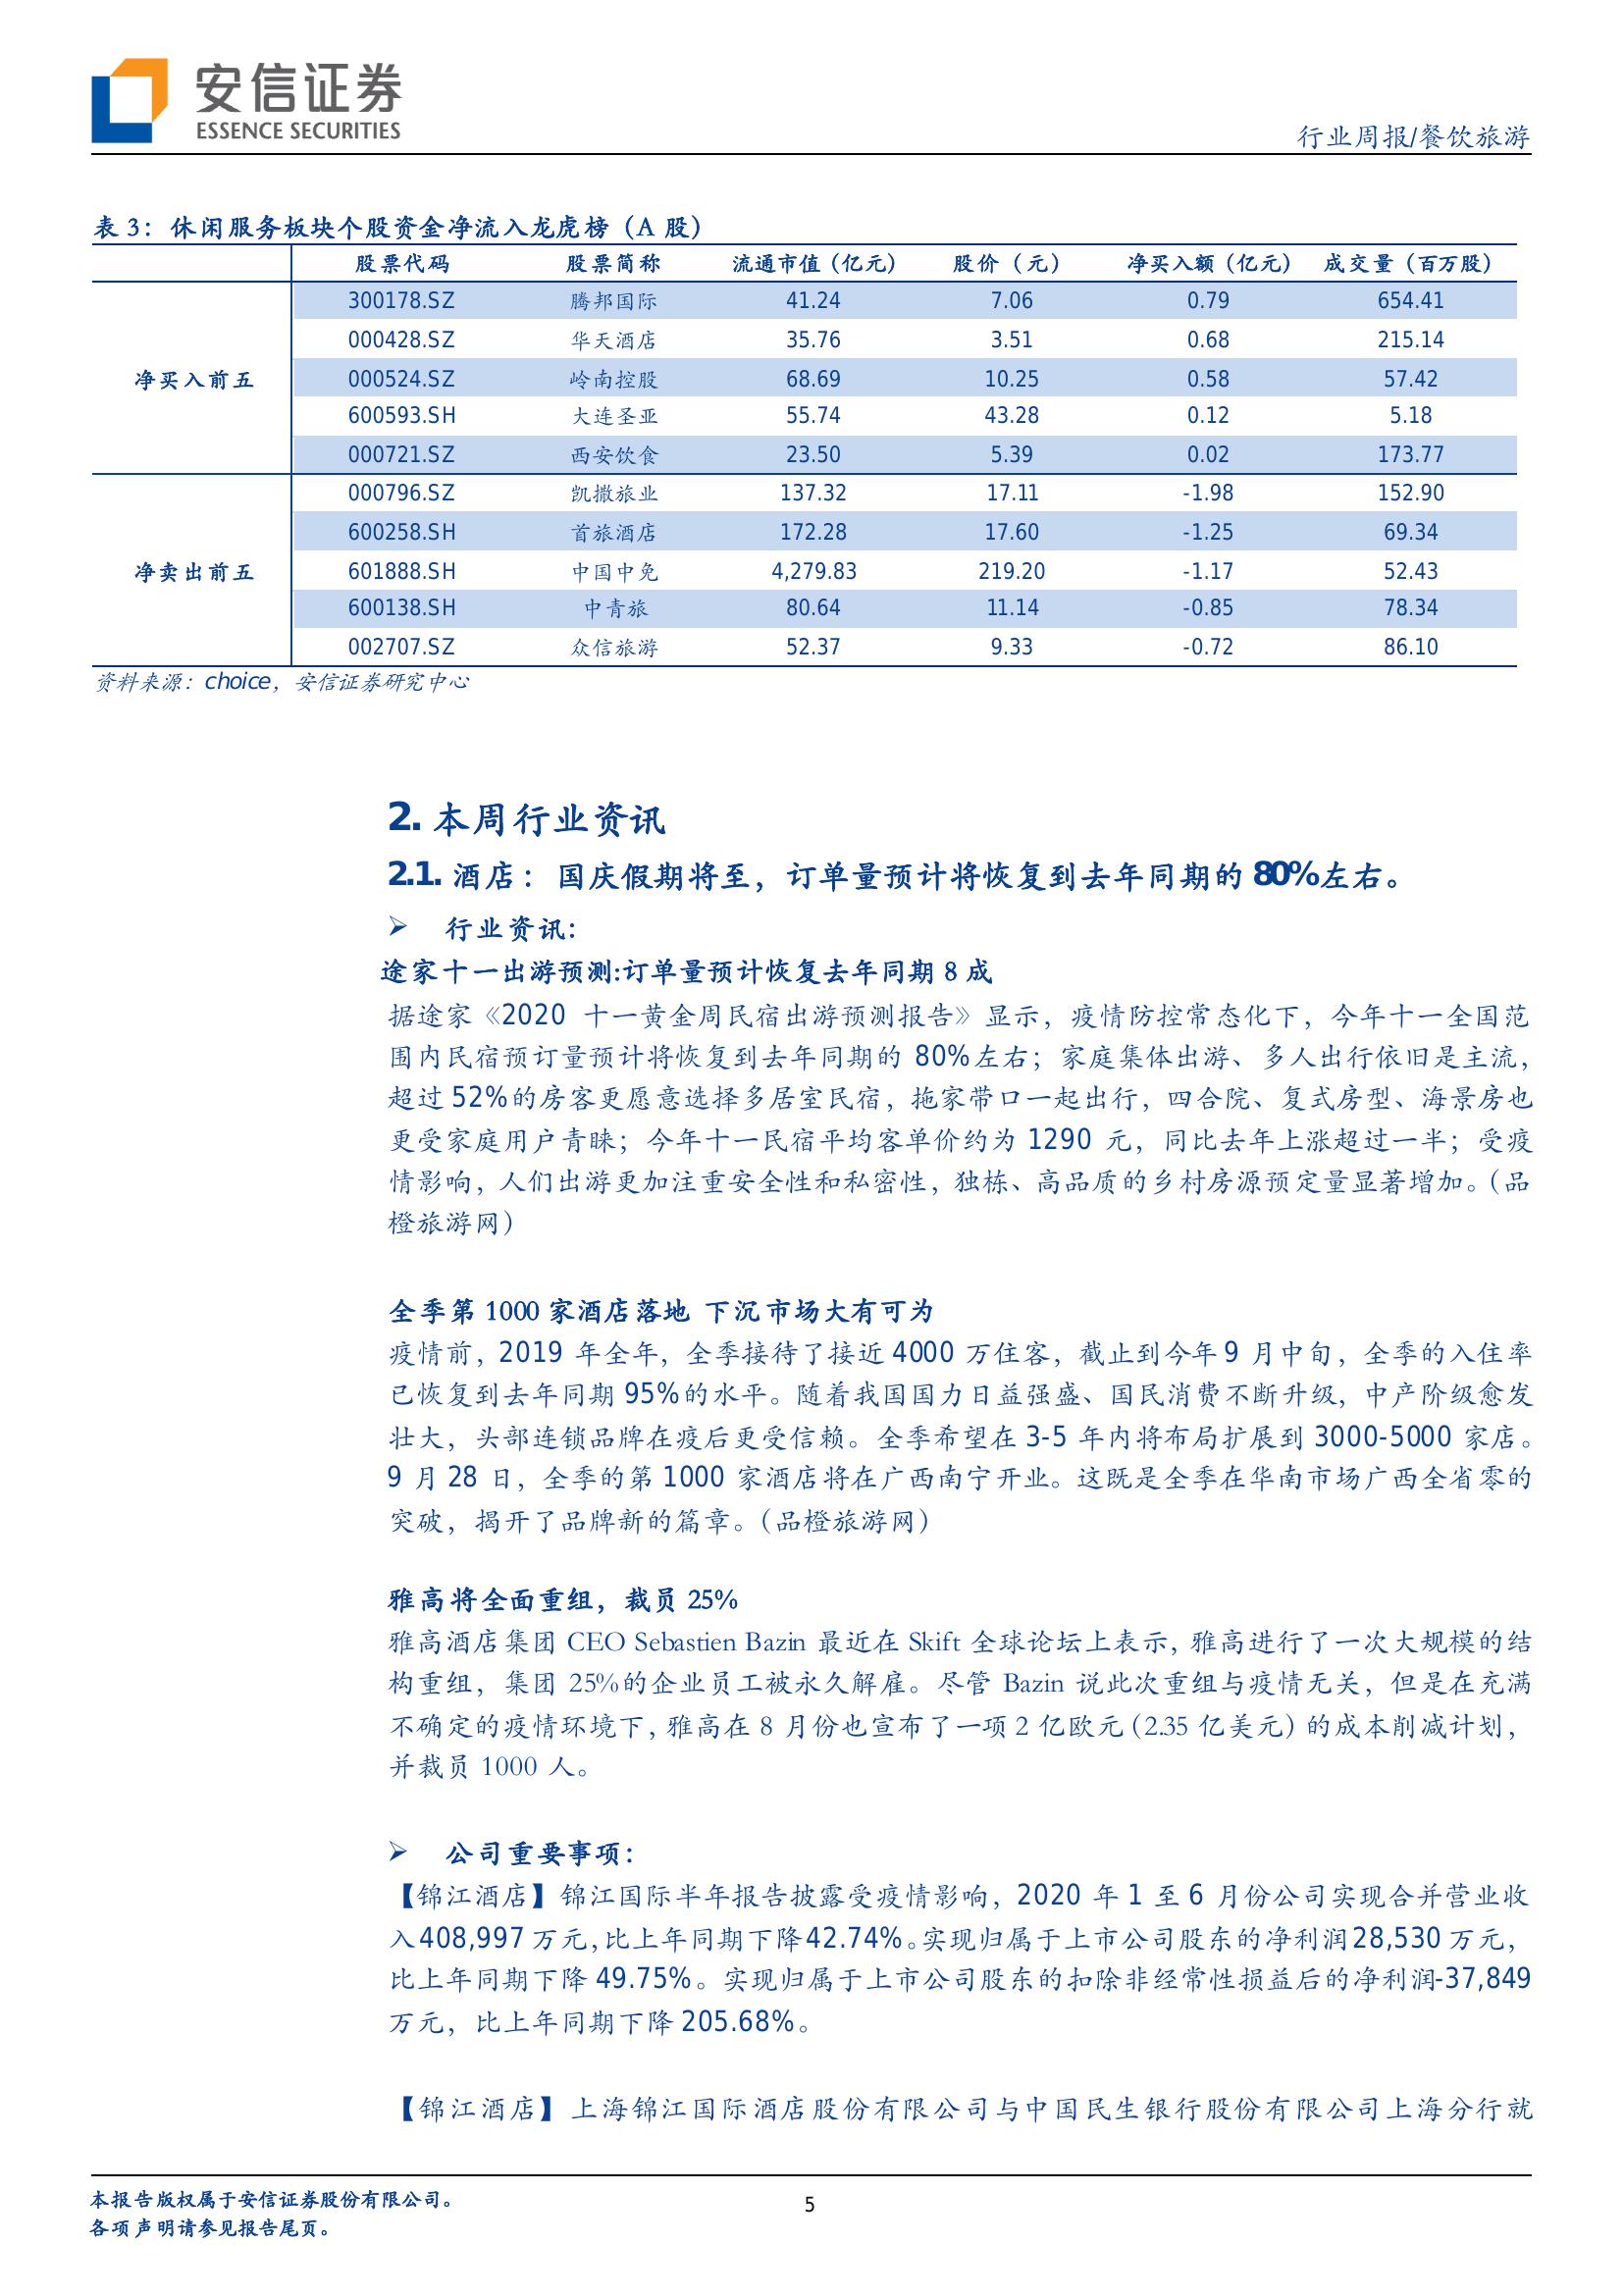 安信证券
ESSENCE SECURITIES
行业周报/餐饮旅游
表 3：休闲服务板块个股资金净流入龙虎榜（A 股）
股票代码 股票简称 流通市值（亿元） 股价（元） 净买入额（亿元） 成交量（百万股）
净买入前五
300178.SZ 腾邦国际 41.24 7.06 0.79 654.41
000428.SZ 华天酒店 35.76 3.51 0.68 215.14
000524.SZ 岭南控股 68.69 10.25 0.58 57.42
600593.SH 大连圣亚 55.74 43.28 0.12 5.18
000721.SZ 西安饮食 23.50 5.39 0.02 173.77
净卖出前五
000796.SZ 凯撒旅业 137.32 17.11 -1.98 152.90
600258.SH 首旅酒店 172.28 17.60 -1.25 69.34
601888.SH 中国中免 4,279.83 219.20 -1.17 52.43
600138.SH 中青旅 80.64 11.14 -0.85 78.34
002707.SZ 众信旅游 52.37 9.33 -0.72 86.10
资料来源：choice，安信证券研究中心
2. 本周行业资讯
2.1. 酒店：国庆假期将至，订单量预计将恢复到去年同期的 80%左右。
➢ 行业资讯：
途家十一出游预测:订单量预计恢复去年同期 8 成
据途家《2020 十一黄金周民宿出游预测报告》显示，疫情防控常态化下，今年十一全国范
围内民宿预订量预计将恢复到去年同期的 80%左右；家庭集体出游、多人出行依旧是主流，
超过 52%的房客更愿意选择多居室民宿，拖家带口一起出行，四合院、复式房型、海景房也
更受家庭用户青睐；今年十一民宿平均客单价约为 1290 元，同比去年上涨超过一半；受疫
情影响，人们出游更加注重安全性和私密性，独栋、高品质的乡村房源预定量显著增加。（品
橙旅游网）
全季第 1000 家酒店落地 下沉市场大有可为
疫情前，2019 年全年，全季接待了接近 4000 万住客，截止到今年 9 月中旬，全季的入住率
已恢复到去年同期 95%的水平。随着我国国力日益强盛、国民消费不断升级，中产阶级愈发
壮大，头部连锁品牌在疫后更受信赖。全季希望在 3-5 年内将布局扩展到 3000-5000 家店。
9 月 28 日，全季的第 1000 家酒店将在广西南宁开业。这既是全季在华南市场广西全省零的
突破，揭开了品牌新的篇章。（品橙旅游网）
雅高将全面重组，裁员 25%
雅高酒店集团 CEO Sebastien Bazin 最近在 Skift 全球论坛上表示，雅高进行了一次大规模的结
构重组，集团 25%的企业员工被永久解雇。尽管 Bazin 说此次重组与疫情无关，但是在充满
不确定的疫情环境下，雅高在 8 月份也宣布了一项 2 亿欧元（2.35 亿美元）的成本削减计划，
并裁员 1000 人。
➢ 公司重要事项：
【锦江酒店】锦江国际半年报告披露受疫情影响，2020 年 1 至 6 月份公司实现合并营业收
入 408,997 万元，比上年同期下降 42.74%。实现归属于上市公司股东的净利润 28,530 万元，
比上年同期下降 49.75%。实现归属于上市公司股东的扣除非经常性损益后的净利润-37,849
万元，比上年同期下降 205.68%。
【锦江酒店】上海锦江国际酒店股份有限公司与中国民生银行股份有限公司上海分行就
本报告版权属于安信证券股份有限公司。
各项声明请参见报告尾页。
5